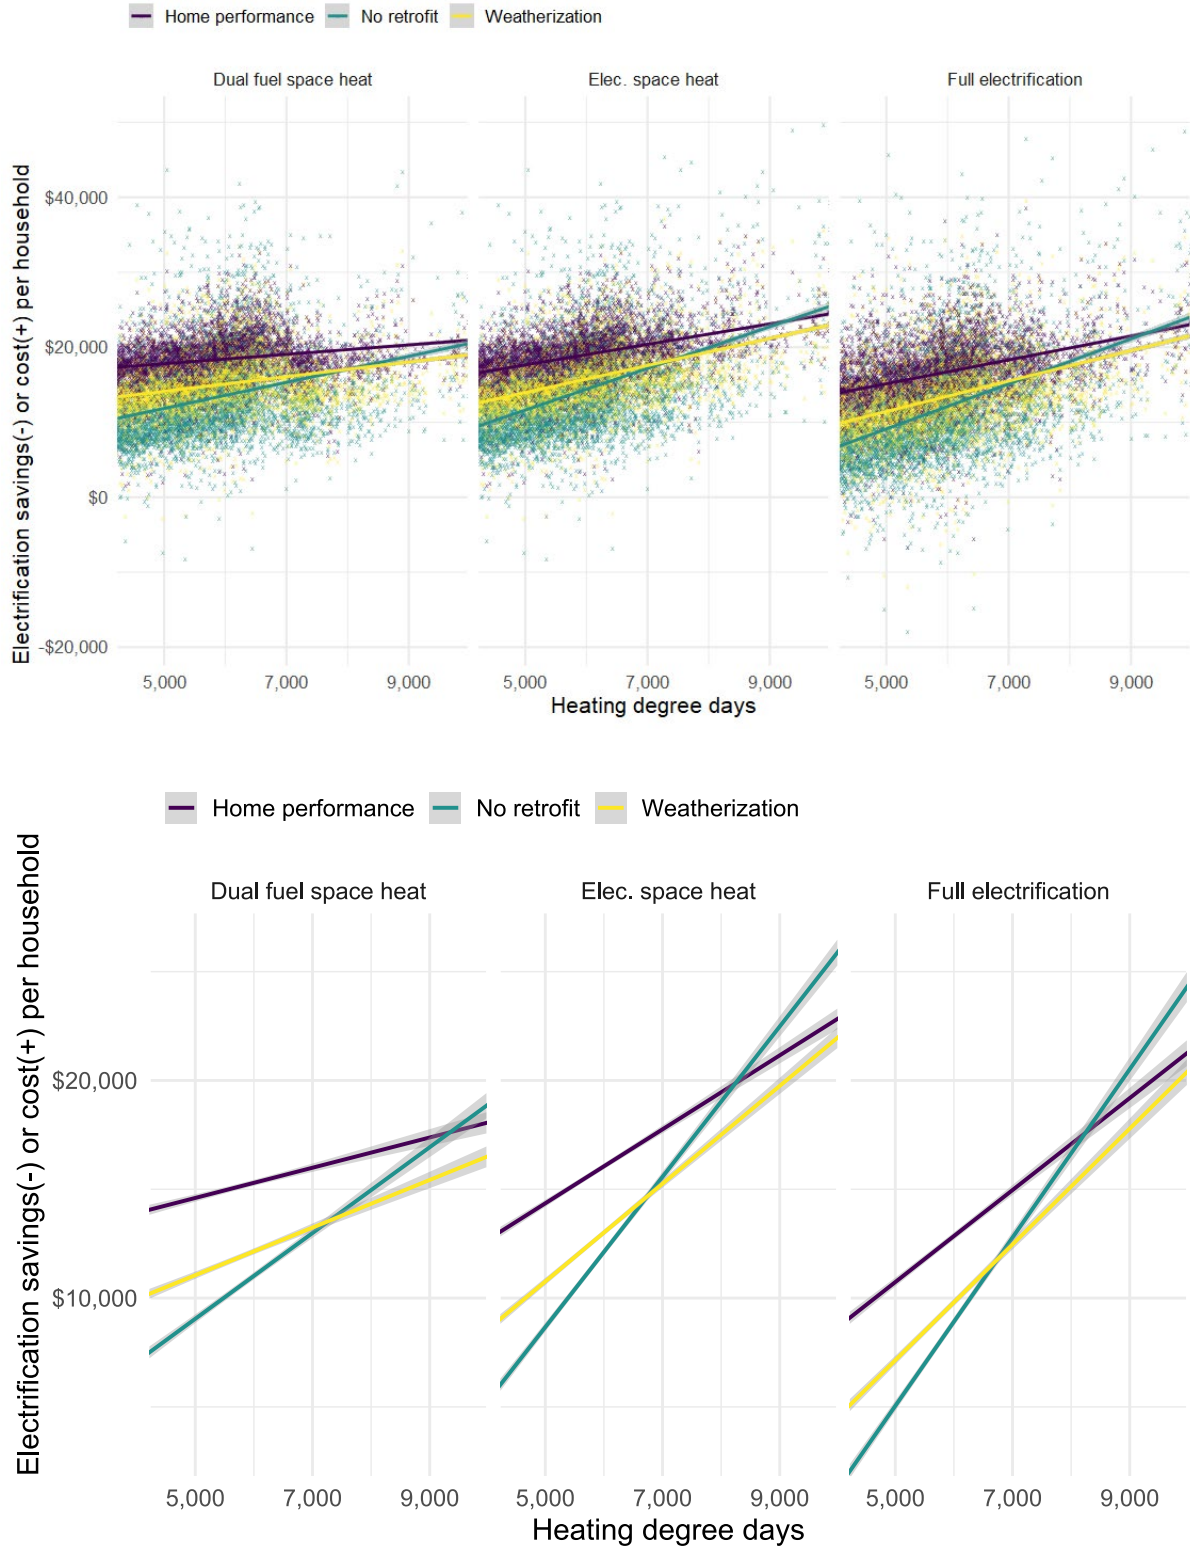 Home performance No retrofit Weatherization
Dual fuel space heat Elec. space heat Full electrification
Electrification savings(-) or cost(+) per household
$40,000
$20,000
$0
-$20,000
5,000 7,000 9,000 5,000 7,000 9,000 5,000 7,000 9,000
Heating degree days
Home performance No retrofit Weatherization
Dual fuel space heat Elec. space heat Full electrification
Electrification savings(-) or cost(+) per household
$20,000
$10,000
5,000 7,000 9,000 5,000 7,000 9,000 5,000 7,000 9,000
Heating degree days